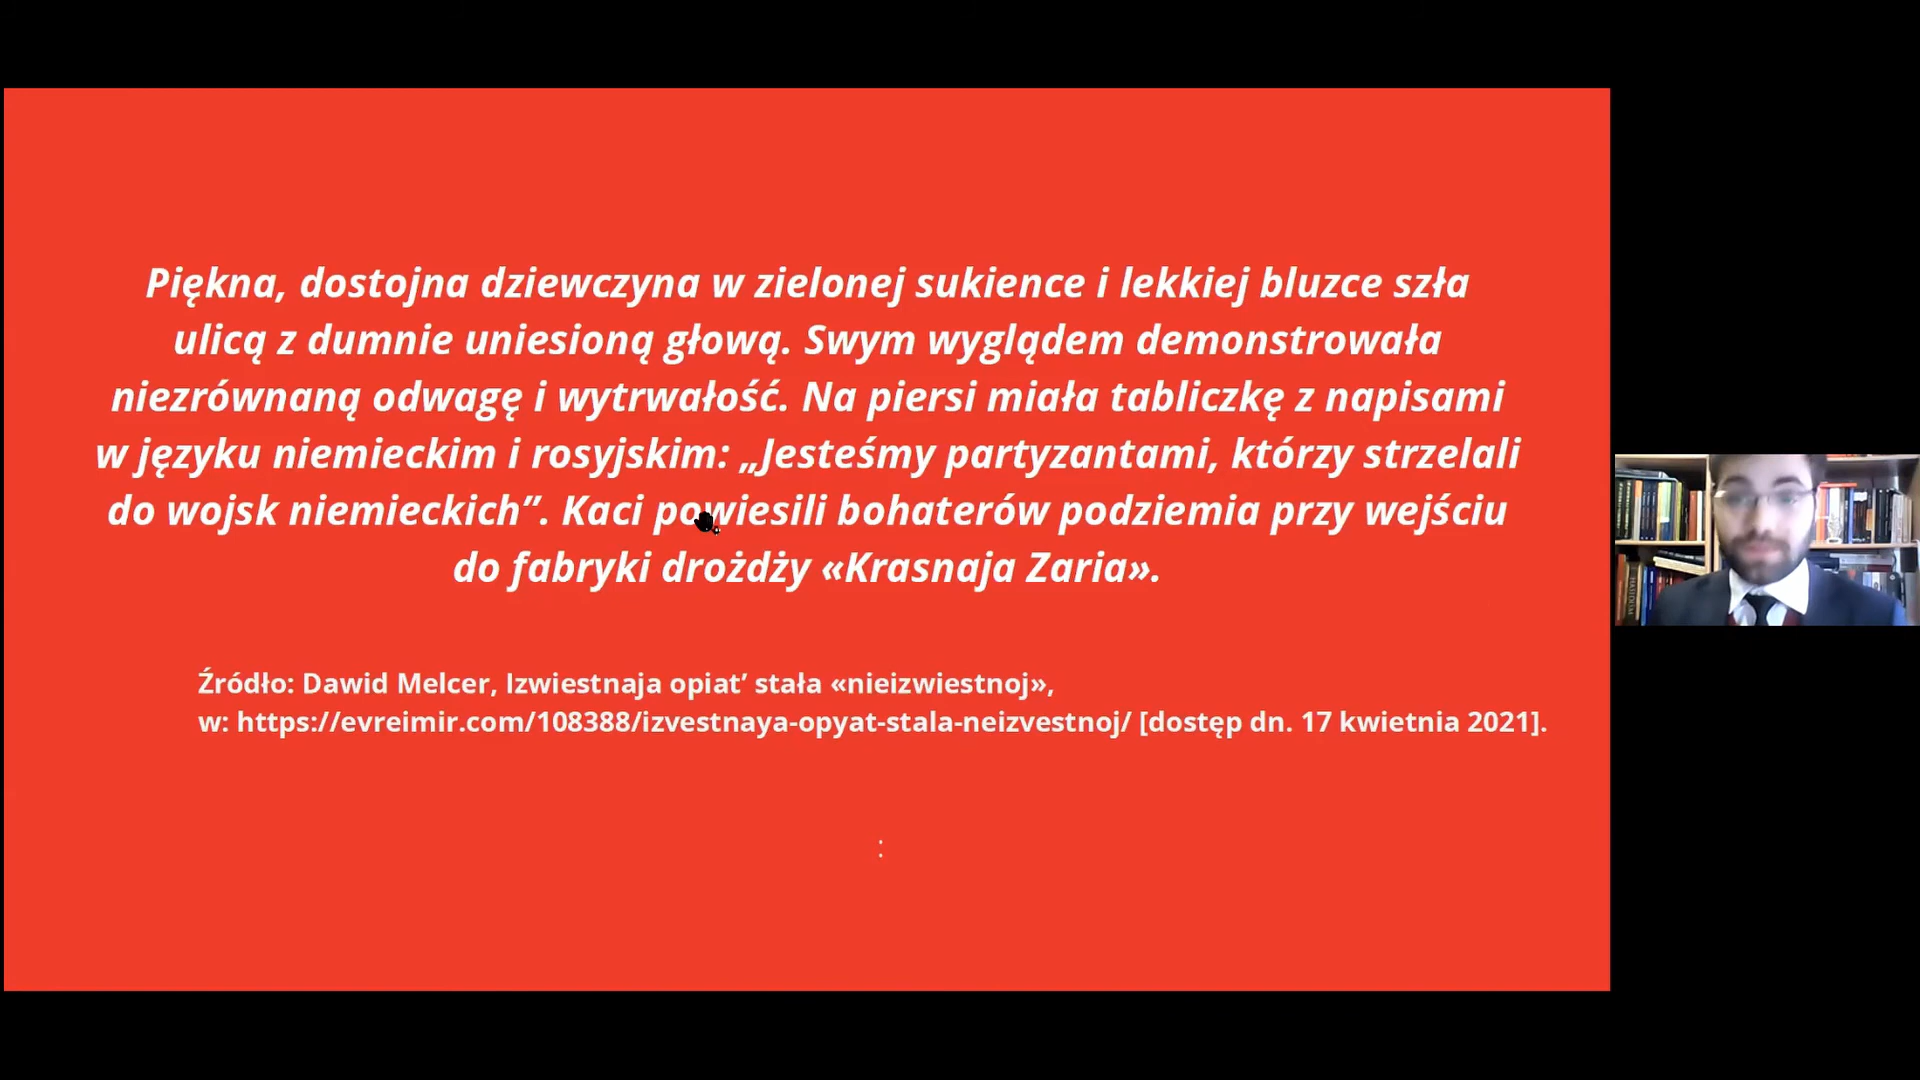 Piękna, dostojna dziewczyna w zielonej sukience i lekkiej bluzce szła
ulicą z dumnie uniesioną głową. Swym wyglądem demonstrowała
niezrównaną odwagę i wytrwałość. Na piersi miała tabliczkę z napisami
w języku niemieckim i rosyjskim: „Jesteśmy partyzantami, którzy strzelali
do wojsk niemieckich”. Kaci powiesili bohaterów podziemia przy wejściu
do fabryki drożdży «Krasnaja Zaria».
Źródło: Dawid Melcer, Izwiestnaja opiat’ stała «nieizwiestnoj»,
w: https://evreimir.com/108388/izvestnaya-opyat-stala-neizvestnoj/ [dostęp dn. 17 kwietnia 2021].
: